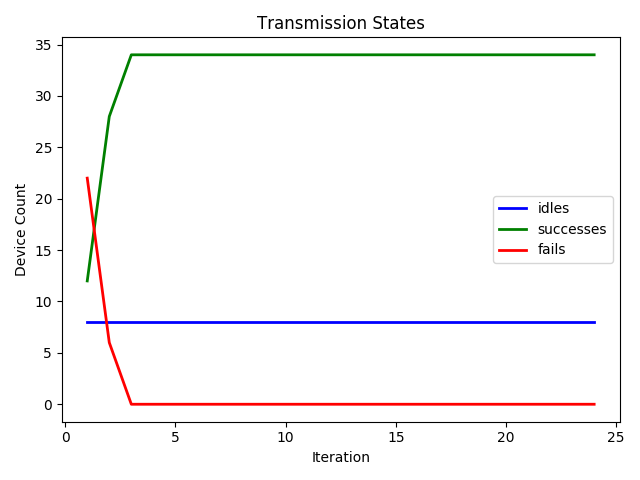 Transmission States
Device Count
35
30
25
20
15
10
5
0
idles
successes
fails
0 5 10 15 20 25
Iteration